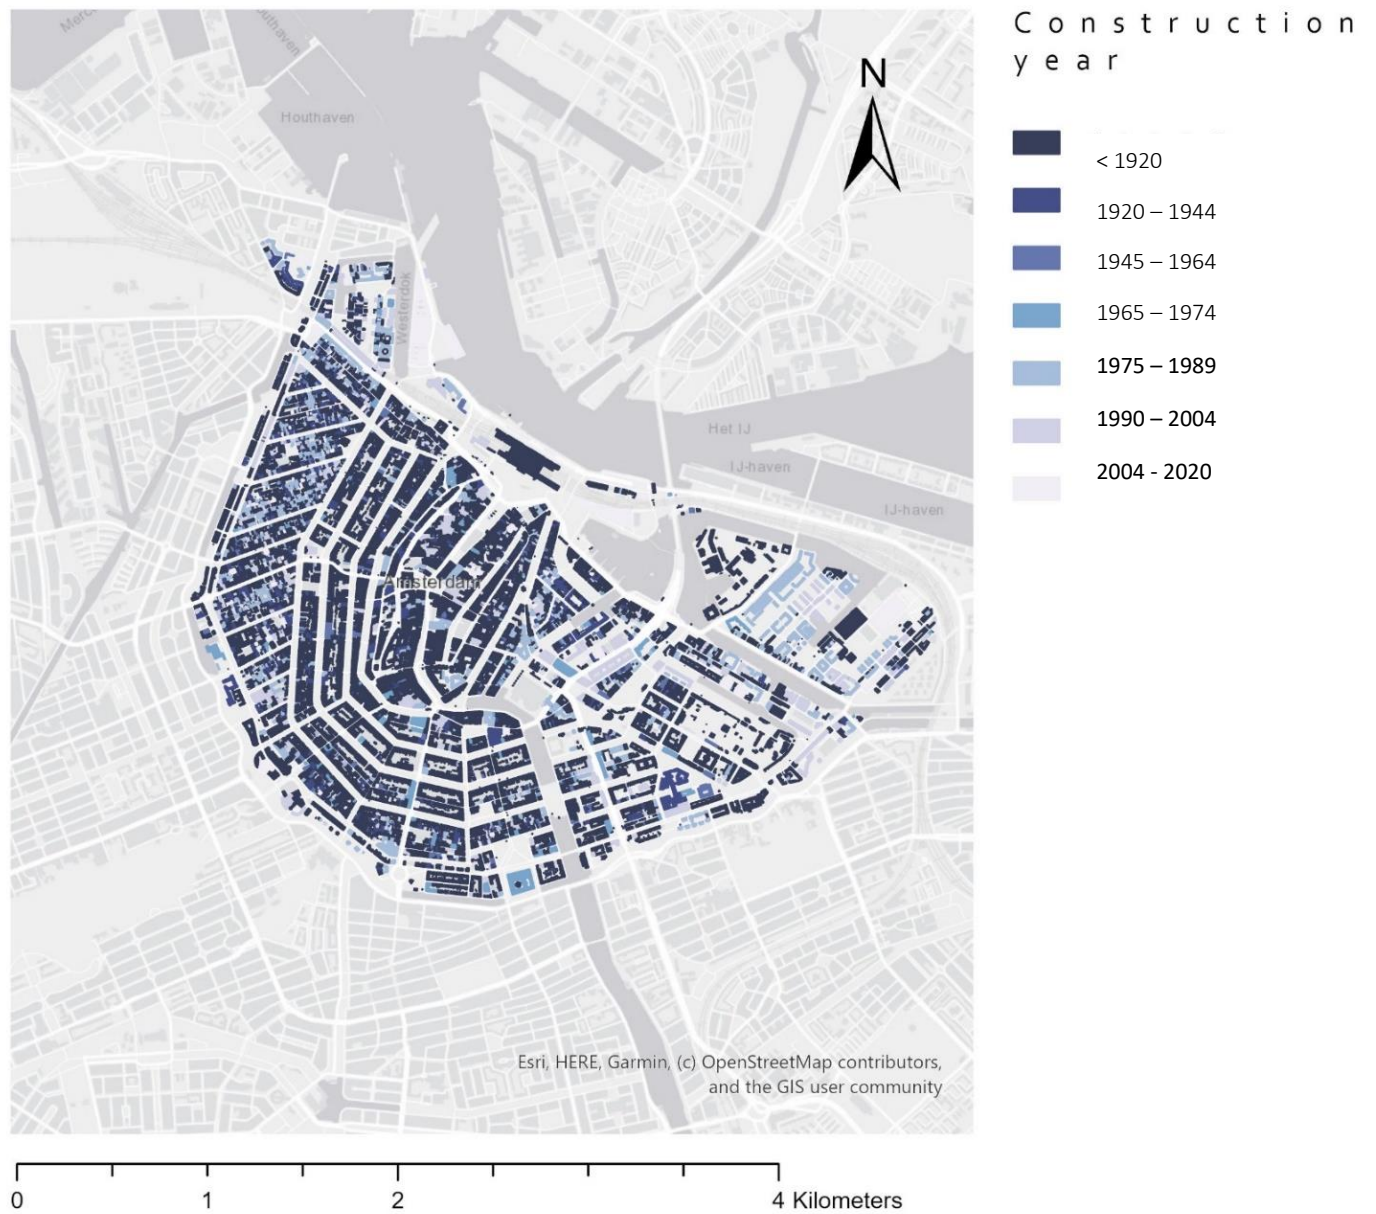 Construction
year
N
Houthaven
< 1920
1920 – 1944
1945 – 1964
1965 – 1974
1975 – 1989
1990 – 2004
2004 - 2020
Westerdok
Het IJ
IJ-haven
IJ-haven
Amsterdam
Esri, HERE, Garmin, (c) OpenStreetMap contributors,
and the GIS user community
0 1 2 4 Kilometers